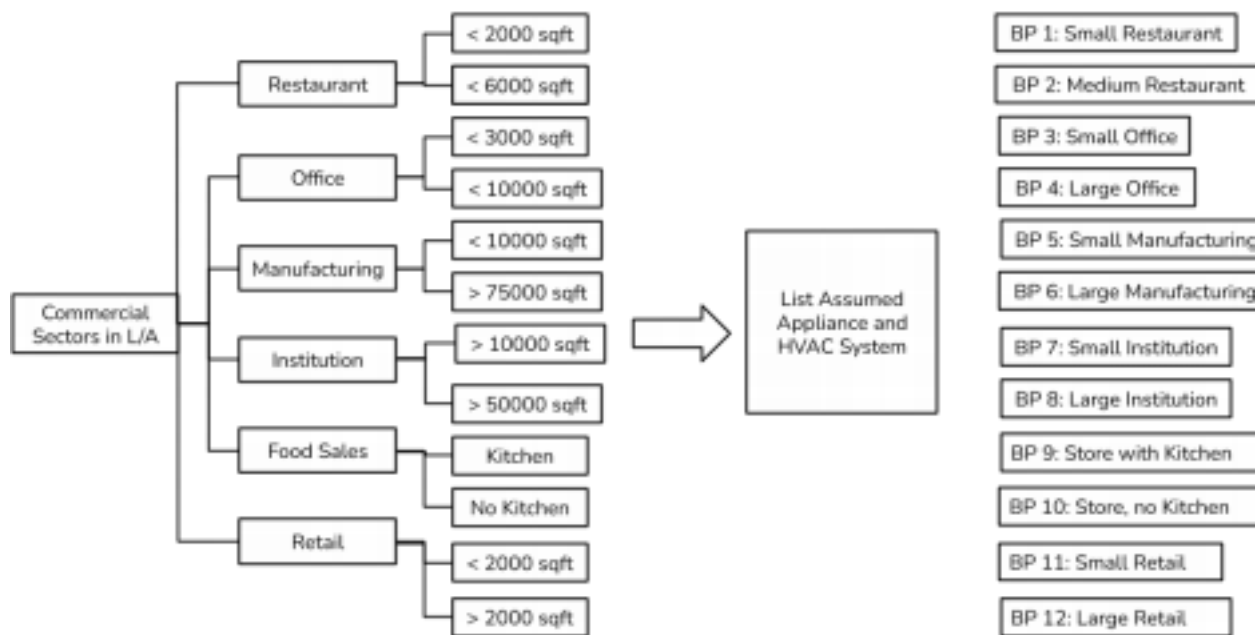 Commercial
Sectors in L/A
Restaurant
< 2000 sqft
< 6000 sqft
Office
< 3000 sqft
< 10000 sqft
Manufacturing
< 10000 sqft
> 75000 sqft
Institution
> 10000 sqft
> 50000 sqft
Food Sales
Kitchen
No Kitchen
Retail
< 2000 sqft
> 2000 sqft
List Assumed
Appliance and
HVAC System
BP 1: Small Restaurant
BP 2: Medium Restaurant
BP 3: Small Office
BP 4: Large Office
BP 5: Small Manufacturing
BP 6: Large Manufacturing
BP 7: Small Institution
BP 8: Large Institution
BP 9: Store with Kitchen
BP 10: Store, no Kitchen
BP 11: Small Retail
BP 12: Large Retail